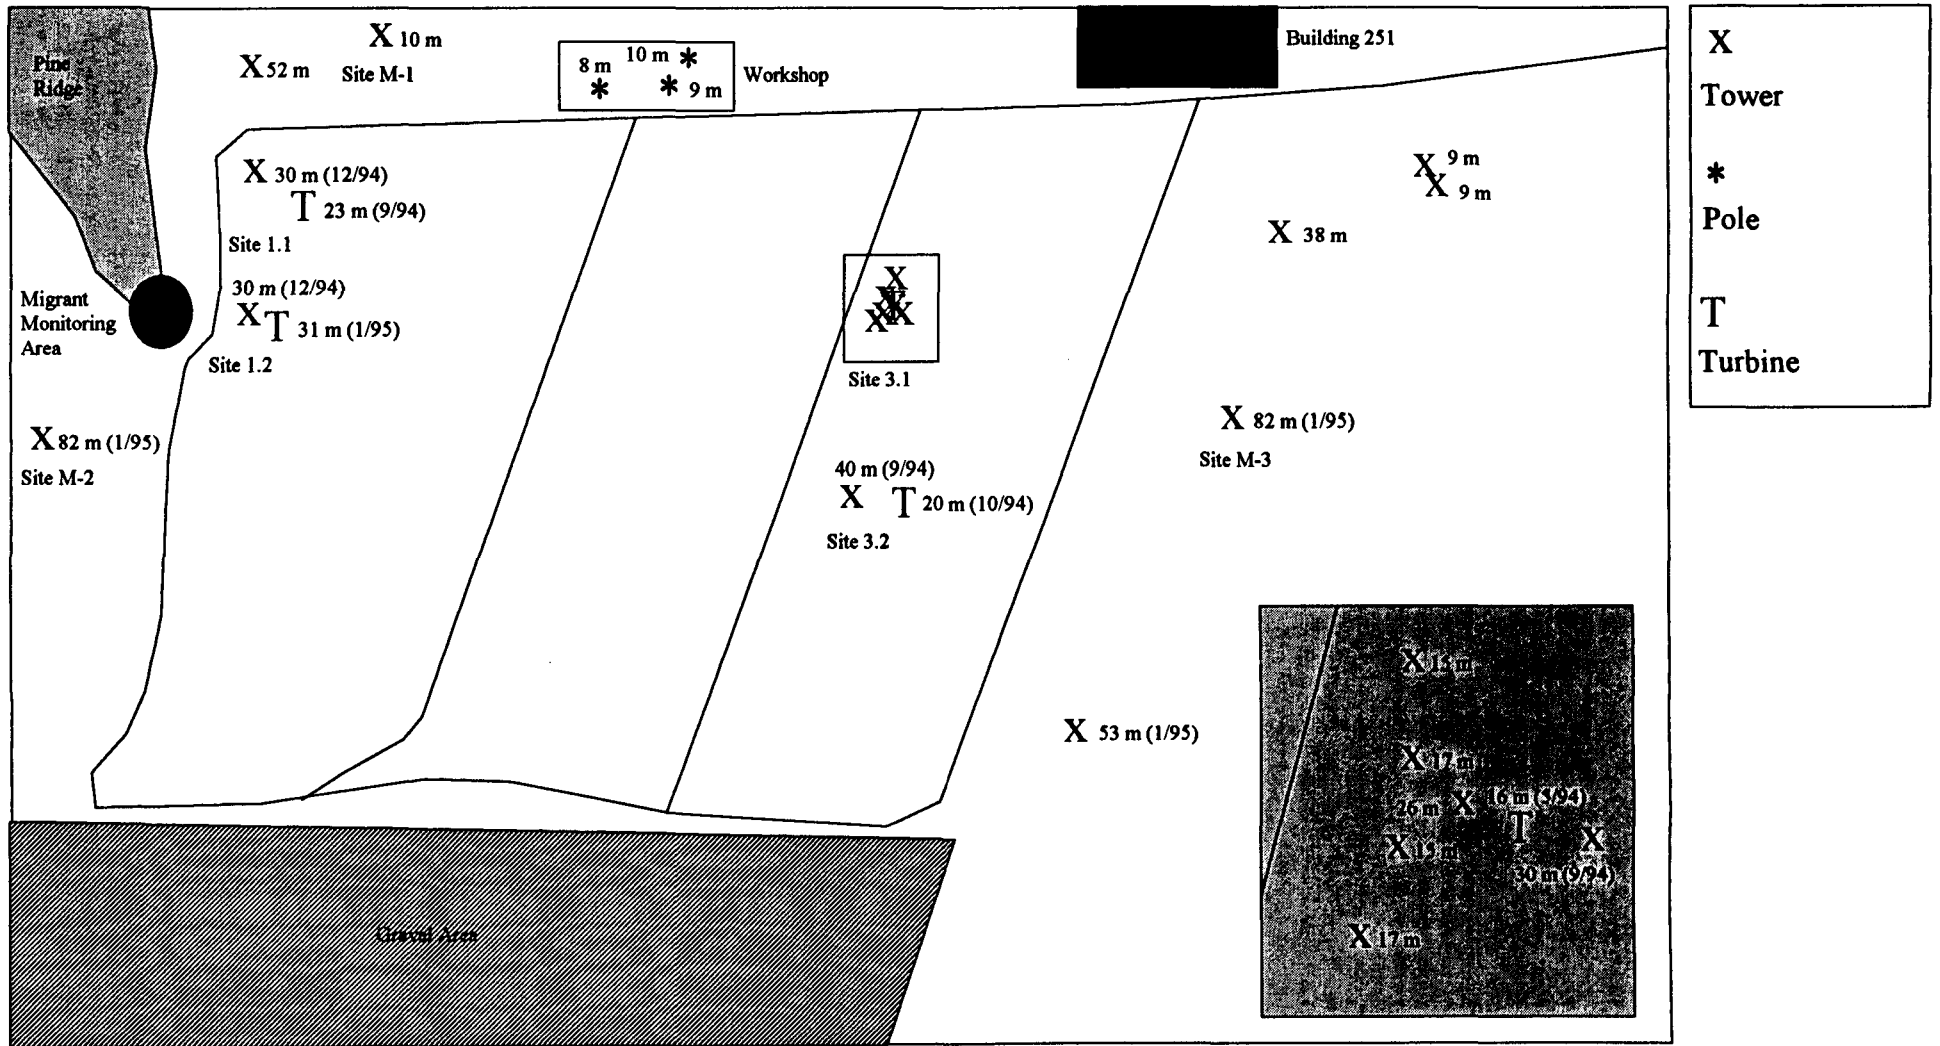 Pine
Ridge
X 10 m
X 52 m
Site M-1
8 m
10 m *
*
* 9 m
Workshop
Building 251
X
Tower
*
Pole
T
Turbine
X 30 m (12/94)
T 23 m (9/94)
Site 1.1
30 m (12/94)
X T 31 m (1/95)
Site 1.2
Migrant
Monitoring
Area
X 82 m (1/95)
Site M-2
X 9 m
X 9 m
X 38 m
X
X
T
X X
X
Site 3.1
X 82 m (1/95)
Site M-3
40 m (9/94)
X T 20 m (10/94)
Site 3.2
X 53 m (1/95)
X 15 m
X 17 m
26 m X
16 m (5/94)
T
X
X 15 m
30 m (9/94)
X 17 m
Gravel Area